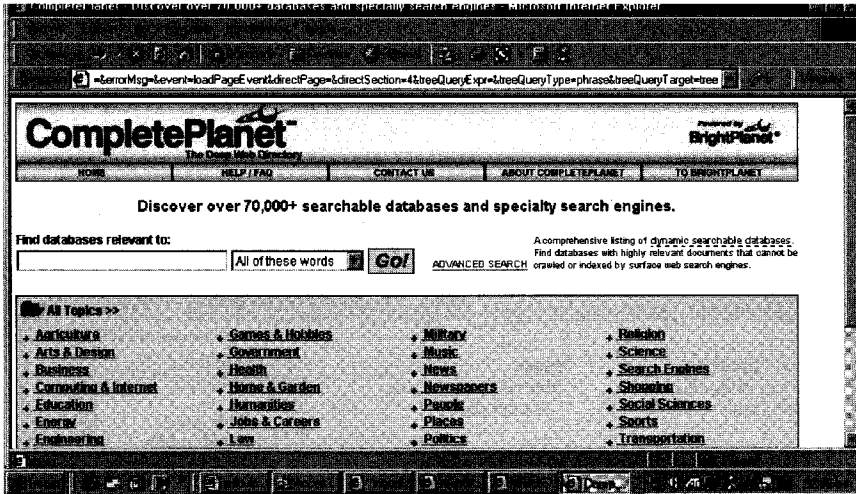 CompletePlanet - Discover over 70,000+ databases and specialty search engines - Microsoft Internet Explorer
=&errorMsg=&event=loadPageEvent&directPage=&directSection=4&treeQueryExpr=&treeQueryType=phrase&treeQueryTarget=tree
CompletePlanet™
The Deep Web Directory
Powered by
BrightPlanet
HOME HELP / FAQ CONTACT US ABOUT COMPLETEPLANET TO BRIGHTPLANET
Discover over 70,000+ searchable databases and specialty search engines.
Find databases relevant to:
All of these words Go! ADVANCED SEARCH
A comprehensive listing of dynamic searchable databases.
Find databases with highly relevant documents that cannot be
crawled or indexed by surface web search engines.
All Topics >>
Agriculture Games & Hobbies Military Religion
Arts & Design Government Music Science
Business Health News Search Engines
Computing & Internet Home & Garden Newspapers Shopping
Education Humanities People Social Sciences
Energy Jobs & Careers Places Sports
Engineering Law Politics Transportation